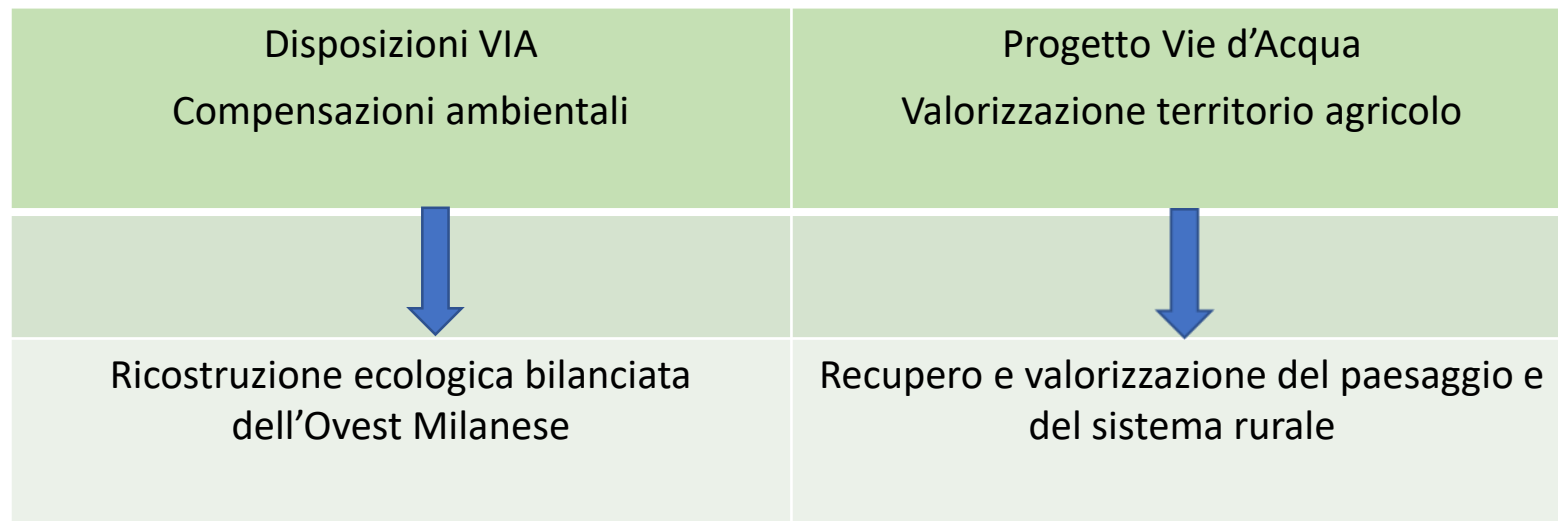 Disposizioni VIA
Compensazioni ambientali
Progetto Vie d’Acqua
Valorizzazione territorio agricolo
Ricostruzione ecologica bilanciata
dell’Ovest Milanese
Recupero e valorizzazione del paesaggio e
del sistema rurale